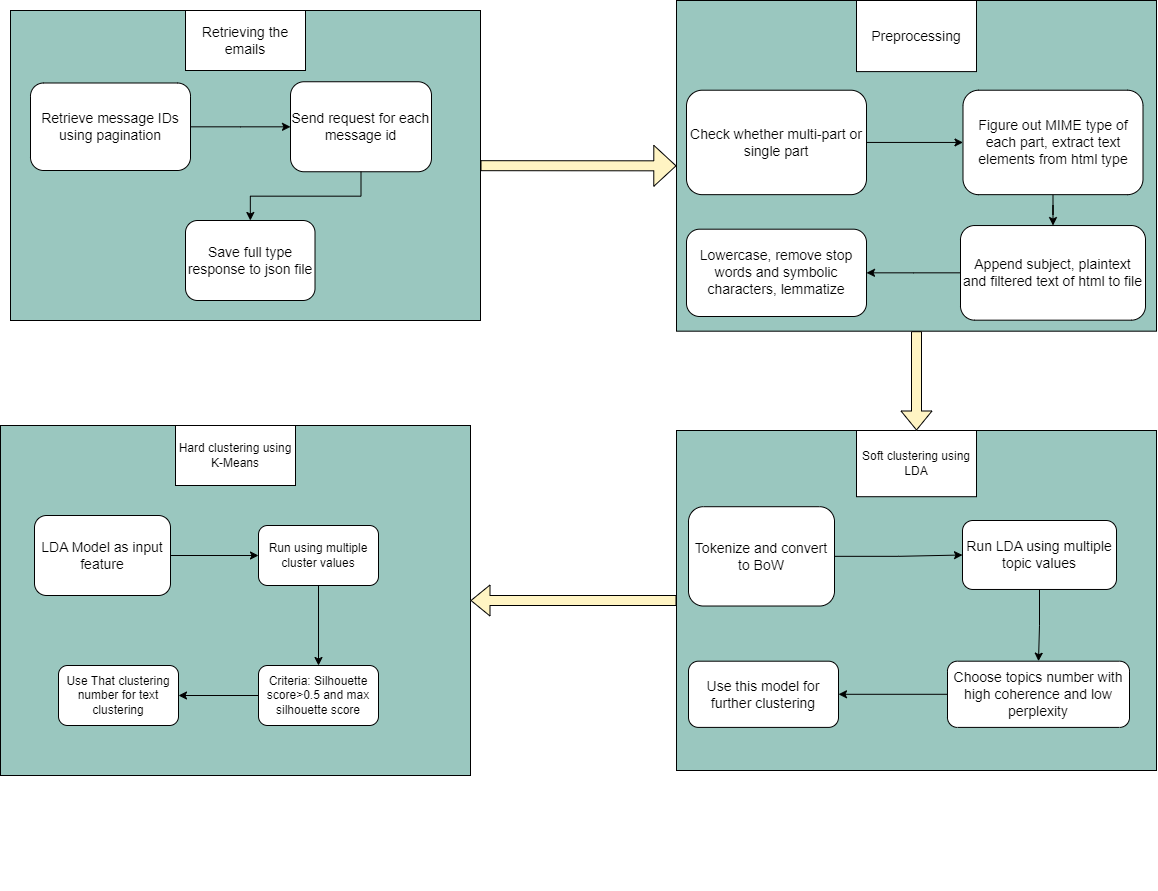 Retrieving the
emails
Retrieve message IDs
using pagination
Send request for each
message id
Save full type
response to json file
Preprocessing
Check whether multi-part or
single part
Figure out MIME type of
each part, extract text
elements from html type
Append subject, plaintext
and filtered text of html to file
Lowercase, remove stop
words and symbolic
characters, lemmatize
Soft clustering using
LDA
Tokenize and convert
to BoW
Run LDA using multiple
topic values
Choose topics number with
high coherence and low
perplexity
Use this model for
further clustering
Hard clustering using
K-Means
LDA Model as input
feature
Run using multiple
cluster values
Criteria: Silhouette
score>0.5 and max
silhouette score
Use That clustering
number for text
clustering